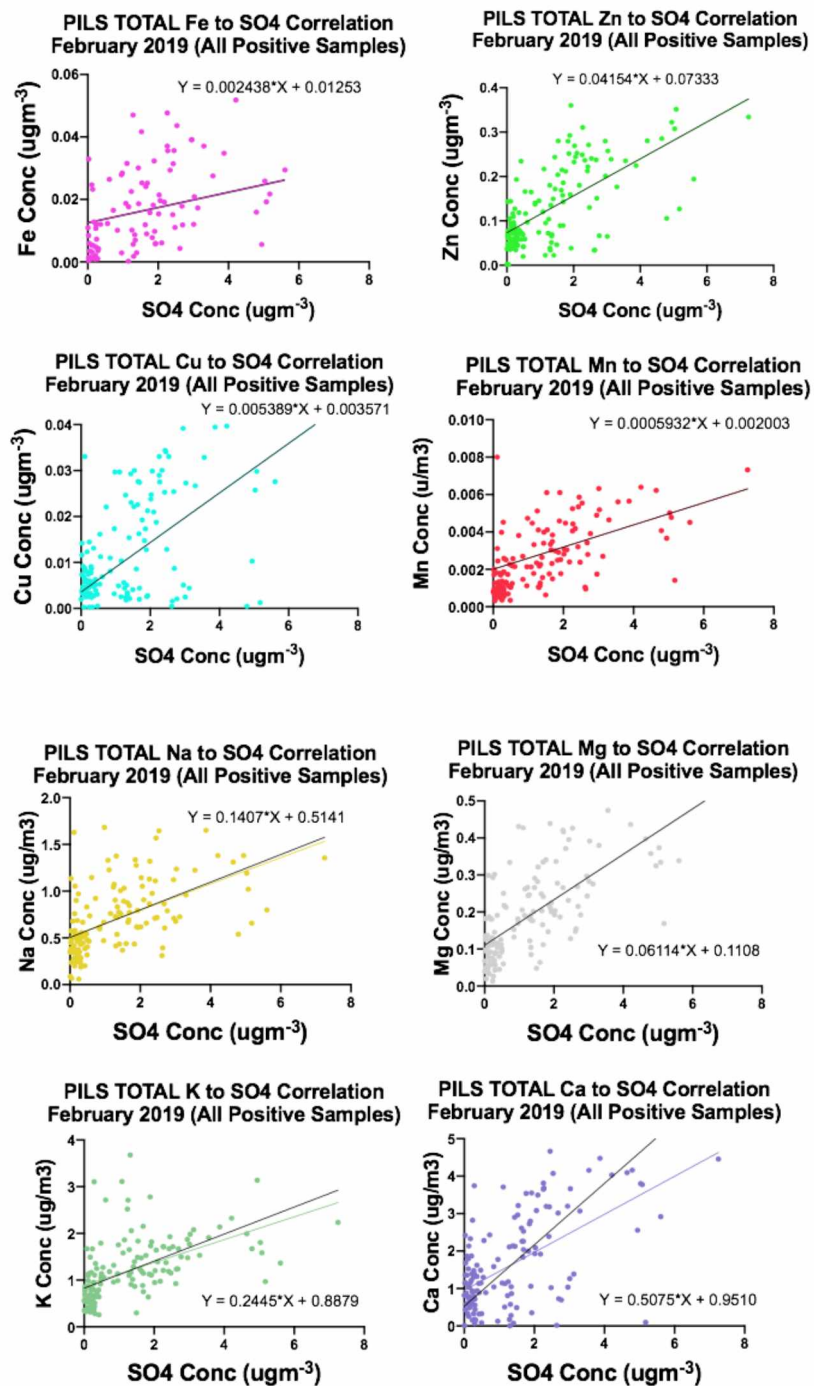 PILS TOTAL Fe to SO4 Correlation
February 2019 (All Positive Samples)
Y = 0.002438*X + 0.01253
0.06
0.04
0.02
0.00
Fe Conc (ugm-3)
0 2 4 6 8
SO4 Conc (ugm-3)
PILS TOTAL Zn to SO4 Correlation
February 2019 (All Positive Samples)
Y = 0.04154*X + 0.07333
0.4
0.3
0.2
0.1
0.0
Zn Conc (ugm-3)
0 2 4 6 8
SO4 Conc (ugm-3)
PILS TOTAL Cu to SO4 Correlation
February 2019 (All Positive Samples)
Y = 0.005389*X + 0.003571
0.04
0.03
0.02
0.01
0.00
Cu Conc (ugm-3)
0 2 4 6 8
SO4 Conc (ugm-3)
PILS TOTAL Mn to SO4 Correlation
February 2019 (All Positive Samples)
Y = 0.0005932*X + 0.002003
0.010
0.008
0.006
0.004
0.002
0.000
Mn Conc (u/m3)
0 2 4 6 8
SO4 Conc (ugm-3)
PILS TOTAL Na to SO4 Correlation
February 2019 (All Positive Samples)
Y = 0.1407*X + 0.5141
2.0
1.5
1.0
0.5
0.0
Na Conc (ug/m3)
0 2 4 6 8
SO4 Conc (ugm-3)
PILS TOTAL Mg to SO4 Correlation
February 2019 (All Positive Samples)
0.5
0.4
0.3
0.2
0.1
0.0
Mg Conc (ug/m3)
Y = 0.06114*X + 0.1108
0 2 4 6 8
SO4 Conc (ugm-3)
PILS TOTAL K to SO4 Correlation
February 2019 (All Positive Samples)
4
3
2
1
0
K Conc (ug/m3)
Y = 0.2445*X + 0.8879
0 2 4 6 8
SO4 Conc (ugm-3)
PILS TOTAL Ca to SO4 Correlation
February 2019 (All Positive Samples)
5
4
3
2
1
0
Ca Conc (ug/m3)
Y = 0.5075*X + 0.9510
0 2 4 6 8
SO4 Conc (ugm-3)